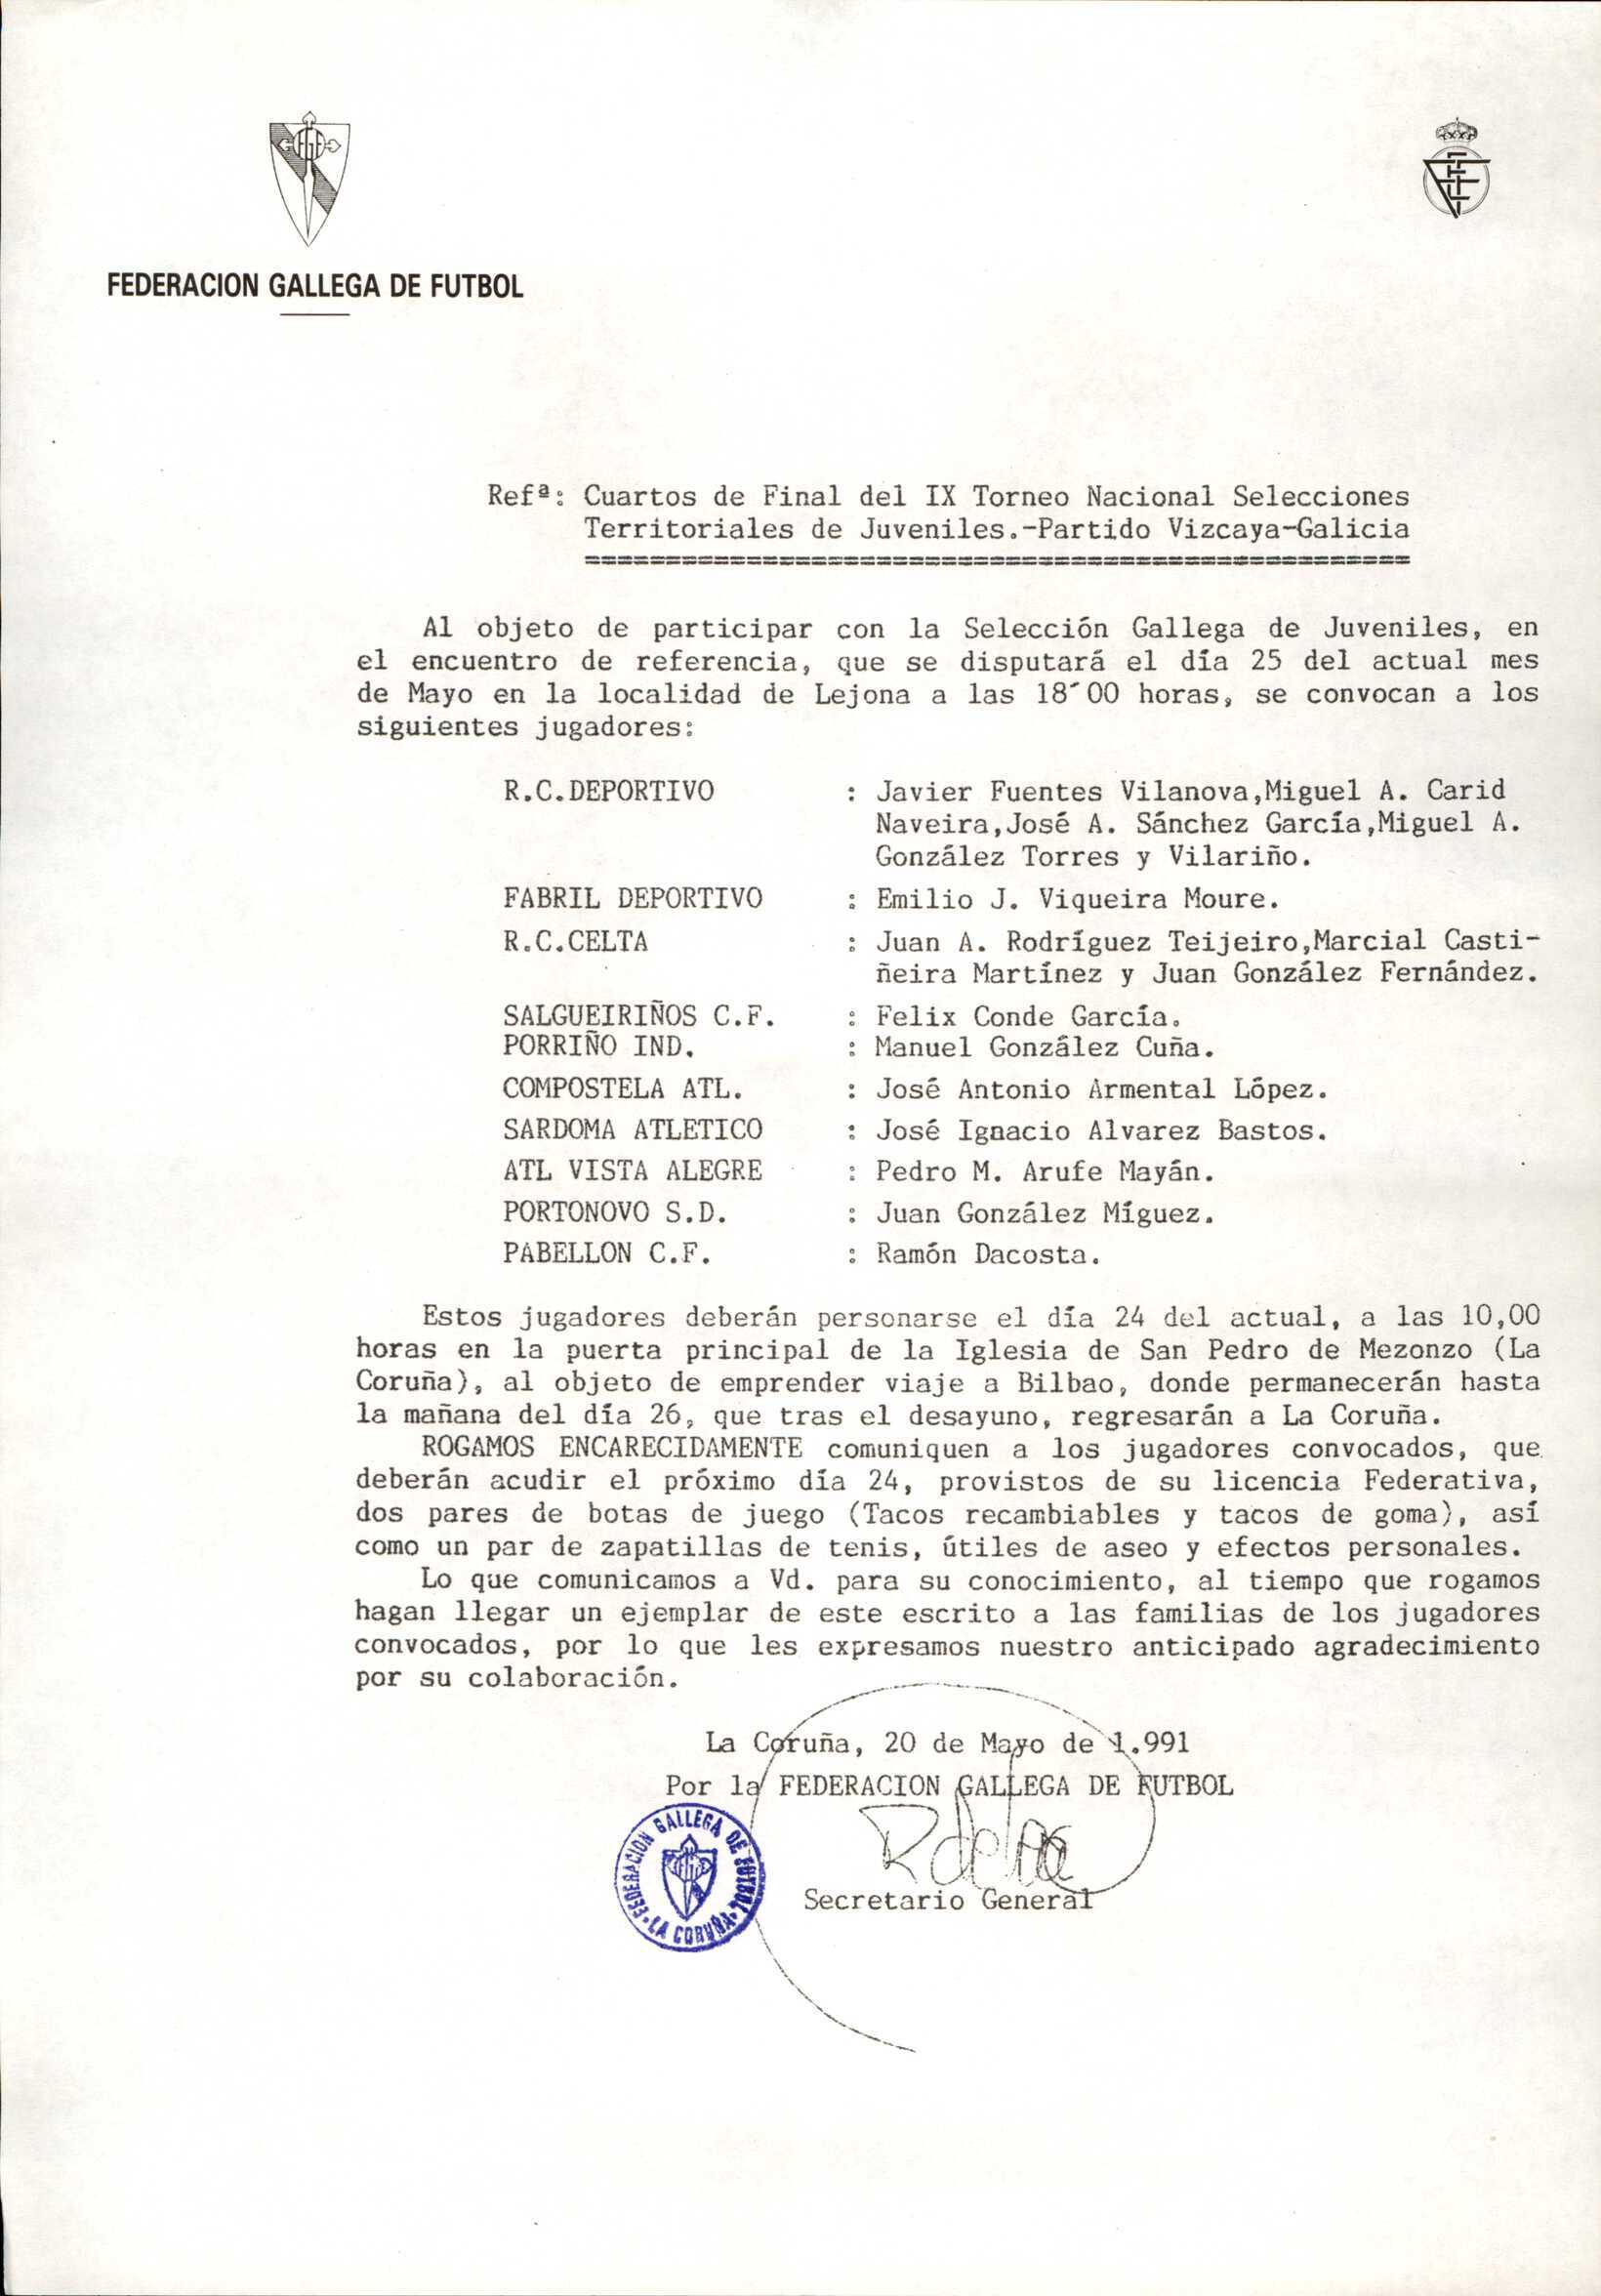 FEDERACION GALLEGA DE FUTBOL
Refª: Cuartos de Final del IX Torneo Nacional Selecciones
Territoriales de Juveniles.-Partido Vizcaya-Galicia
===================================================
Al objeto de participar con la Selección Gallega de Juveniles, en
el encuentro de referencia, que se disputará el día 25 del actual mes
de Mayo en la localidad de Lejona a las 18´00 horas, se convocan a los
siguientes jugadores:
R.C.DEPORTIVO : Javier Fuentes Vilanova,Miguel A. Carid
Naveira,José A. Sánchez García,Miguel A.
González Torres y Vilariño.
FABRIL DEPORTIVO : Emilio J. Viqueira Moure.
R.C.CELTA : Juan A. Rodríguez Teijeiro,Marcial Casti-
ñeira Martínez y Juan González Fernández.
SALGUEIRIÑOS C.F. : Felix Conde García.
PORRIÑO IND. : Manuel González Cuña.
COMPOSTELA ATL. : José Antonio Armental López.
SARDOMA ATLETICO : José Ignacio Alvarez Bastos.
ATL VISTA ALEGRE : Pedro M. Arufe Mayán.
PORTONOVO S.D. : Juan González Míguez.
PABELLON C.F. : Ramón Dacosta.
Estos jugadores deberán personarse el día 24 del actual, a las 10,00
horas en la puerta principal de la Iglesia de San Pedro de Mezonzo (La
Coruña), al objeto de emprender viaje a Bilbao, donde permanecerán hasta
la mañana del día 26, que tras el desayuno, regresarán a La Coruña.
ROGAMOS ENCARECIDAMENTE comuniquen a los jugadores convocados, que
deberán acudir el próximo día 24, provistos de su licencia Federativa,
dos pares de botas de juego (Tacos recambiables y tacos de goma), así
como un par de zapatillas de tenis, útiles de aseo y efectos personales.
Lo que comunicamos a Vd. para su conocimiento, al tiempo que rogamos
hagan llegar un ejemplar de este escrito a las familias de los jugadores
convocados, por lo que les expresamos nuestro anticipado agradecimiento
por su colaboración.
La Coruña, 20 de Mayo de 1.991
Por la FEDERACION GALLEGA DE FUTBOL
FEDERACION GALLEGA DE FUTBOL
LA CORUÑA
Secretario General